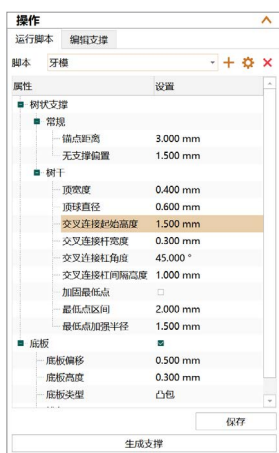 操作
运行脚本 编辑支撑
脚本 牙模
属性 设置
树状支撑
常规
锚点距离 3.000 mm
无支撑偏置 1.500 mm
树干
顶宽度 0.400 mm
顶球直径 0.600 mm
交叉连接起始高度 1.500 mm
交叉连接杆宽度 0.300 mm
交叉连接杠角度 45.000 °
交叉连接杠间隔高度 1.000 mm
加固最低点
最低点区间 2.000 mm
最低点加强半径 1.500 mm
底板
底板偏移 0.500 mm
底板高度 0.300 mm
底板类型 凸包
保存
生成支撑